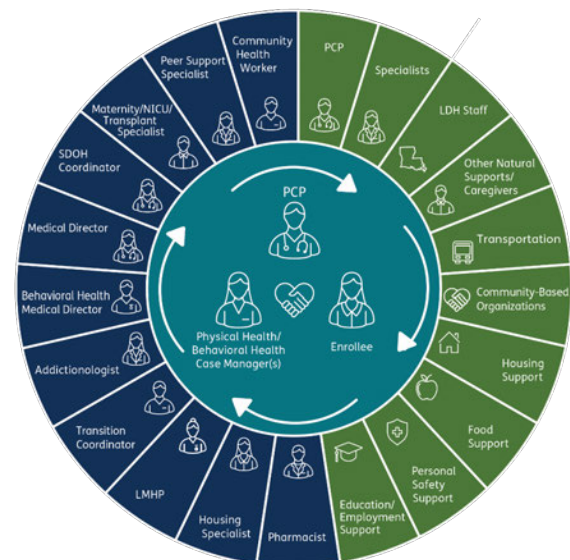 PCP
Specialists
LDH Staff
Other Natural
Supports/
Caregivers
Transportation
Community-Based
Organizations
Housing
Support
Food
Support
Personal
Safety
Support
Education/
Employment
Support
Pharmacist
Housing
Specialist
LMHP
Transition
Coordinator
Addictionologist
Behavioral Health
Medical Director
Medical Director
SDOH
Coordinator
Maternity/NICU/
Transplant
Specialist
Peer Support
Specialist
Community
Health
Worker
PCP
Physical Health/
Behavioral Health
Case Manager(s)
Enrollee